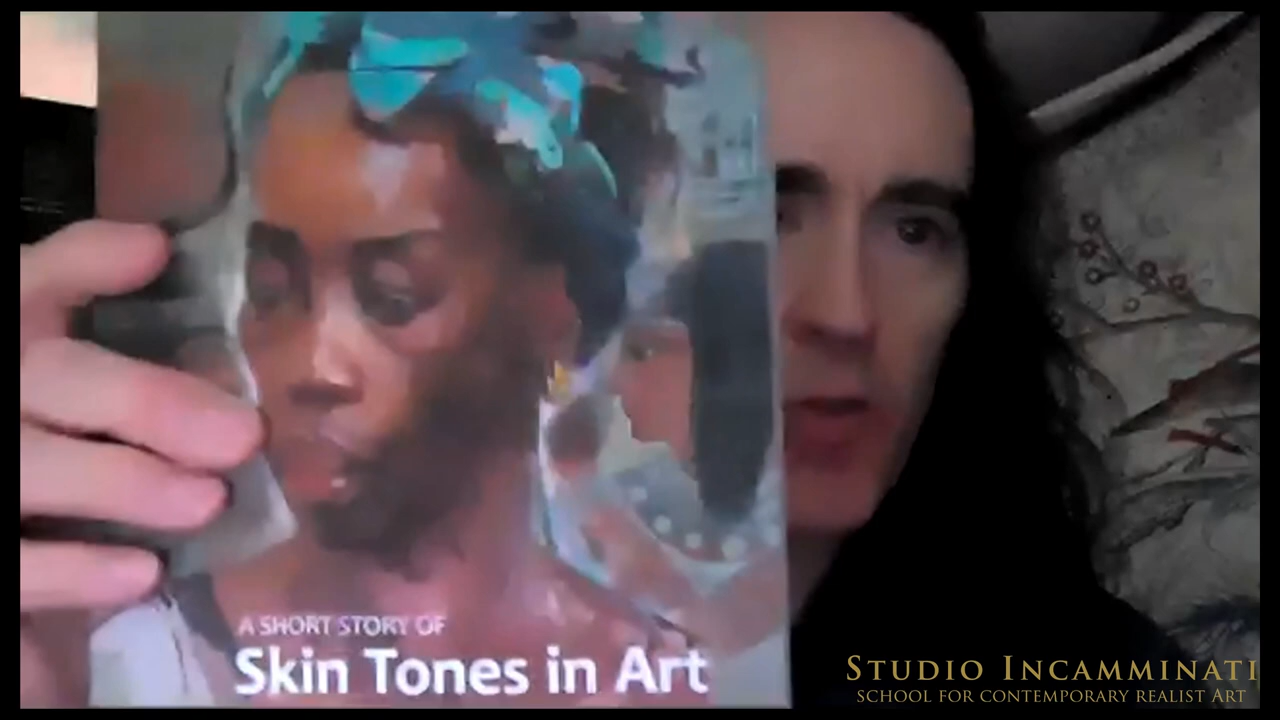 A SHORT STORY OF
Skin Tones in Art
STUDIO INCAMMINATI
SCHOOL FOR CONTEMPORARY REALIST ART